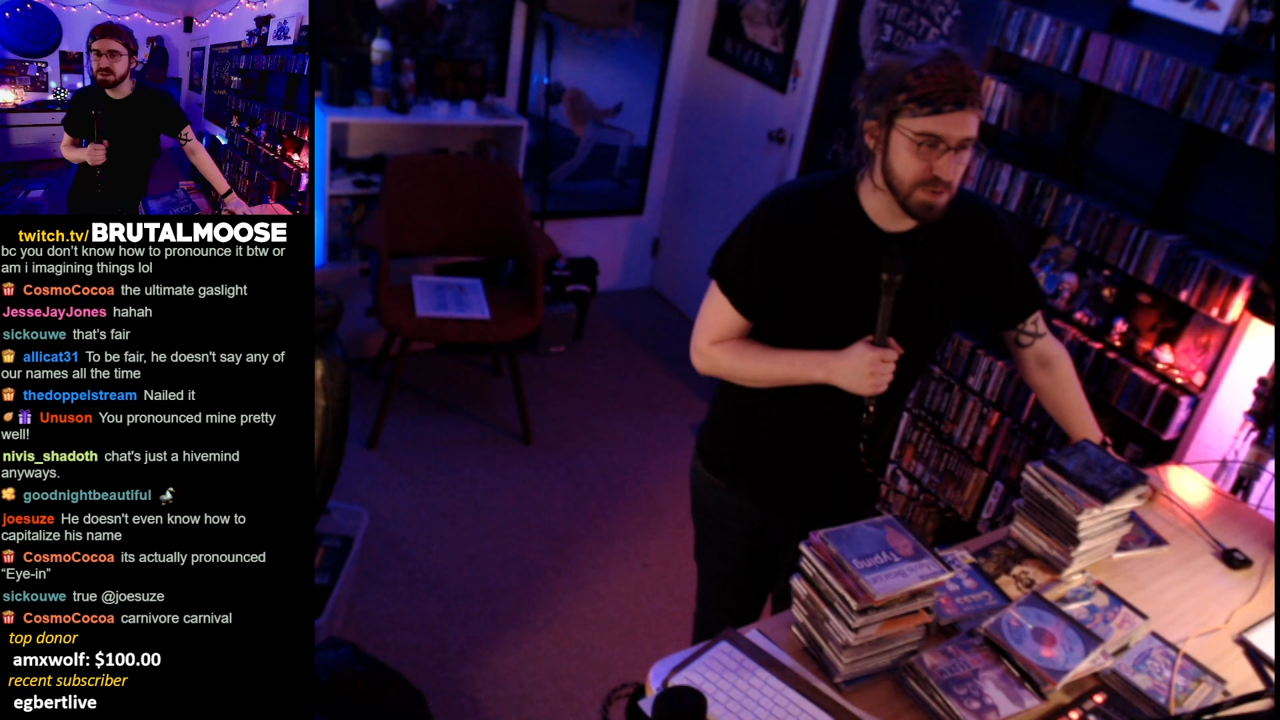 twitch.tv/BRUTALMOOSE
bc you don't know how to pronounce it btw or
am i imagining things lol
CosmoCocoa the ultimate gaslight
JesseJayJones hahah
sickouwe that's fair
allicat31 To be fair, he doesn't say any of
our names all the time
thedoppelstream Nailed it
Unuson You pronounced mine pretty
well!
nivis_shadoth chat's just a hivemind
anyways.
goodnightbeautiful
joesuze He doesn't even know how to
capitalize his name
CosmoCocoa its actually pronounced
“Eye-in”
sickouwe true @joesuze
CosmoCocoa carnivore carnival
top donor
amxwolf: $100.00
recent subscriber
egbertlive
THEATRE
Typing